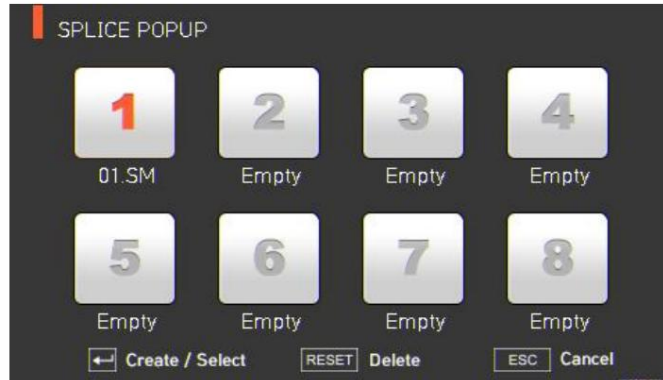 SPLICE POPUP
1 2 3 4
01.SM Empty Empty Empty
5 6 7 8
Empty Empty Empty Empty
Create / Select RESET Delete ESC Cancel